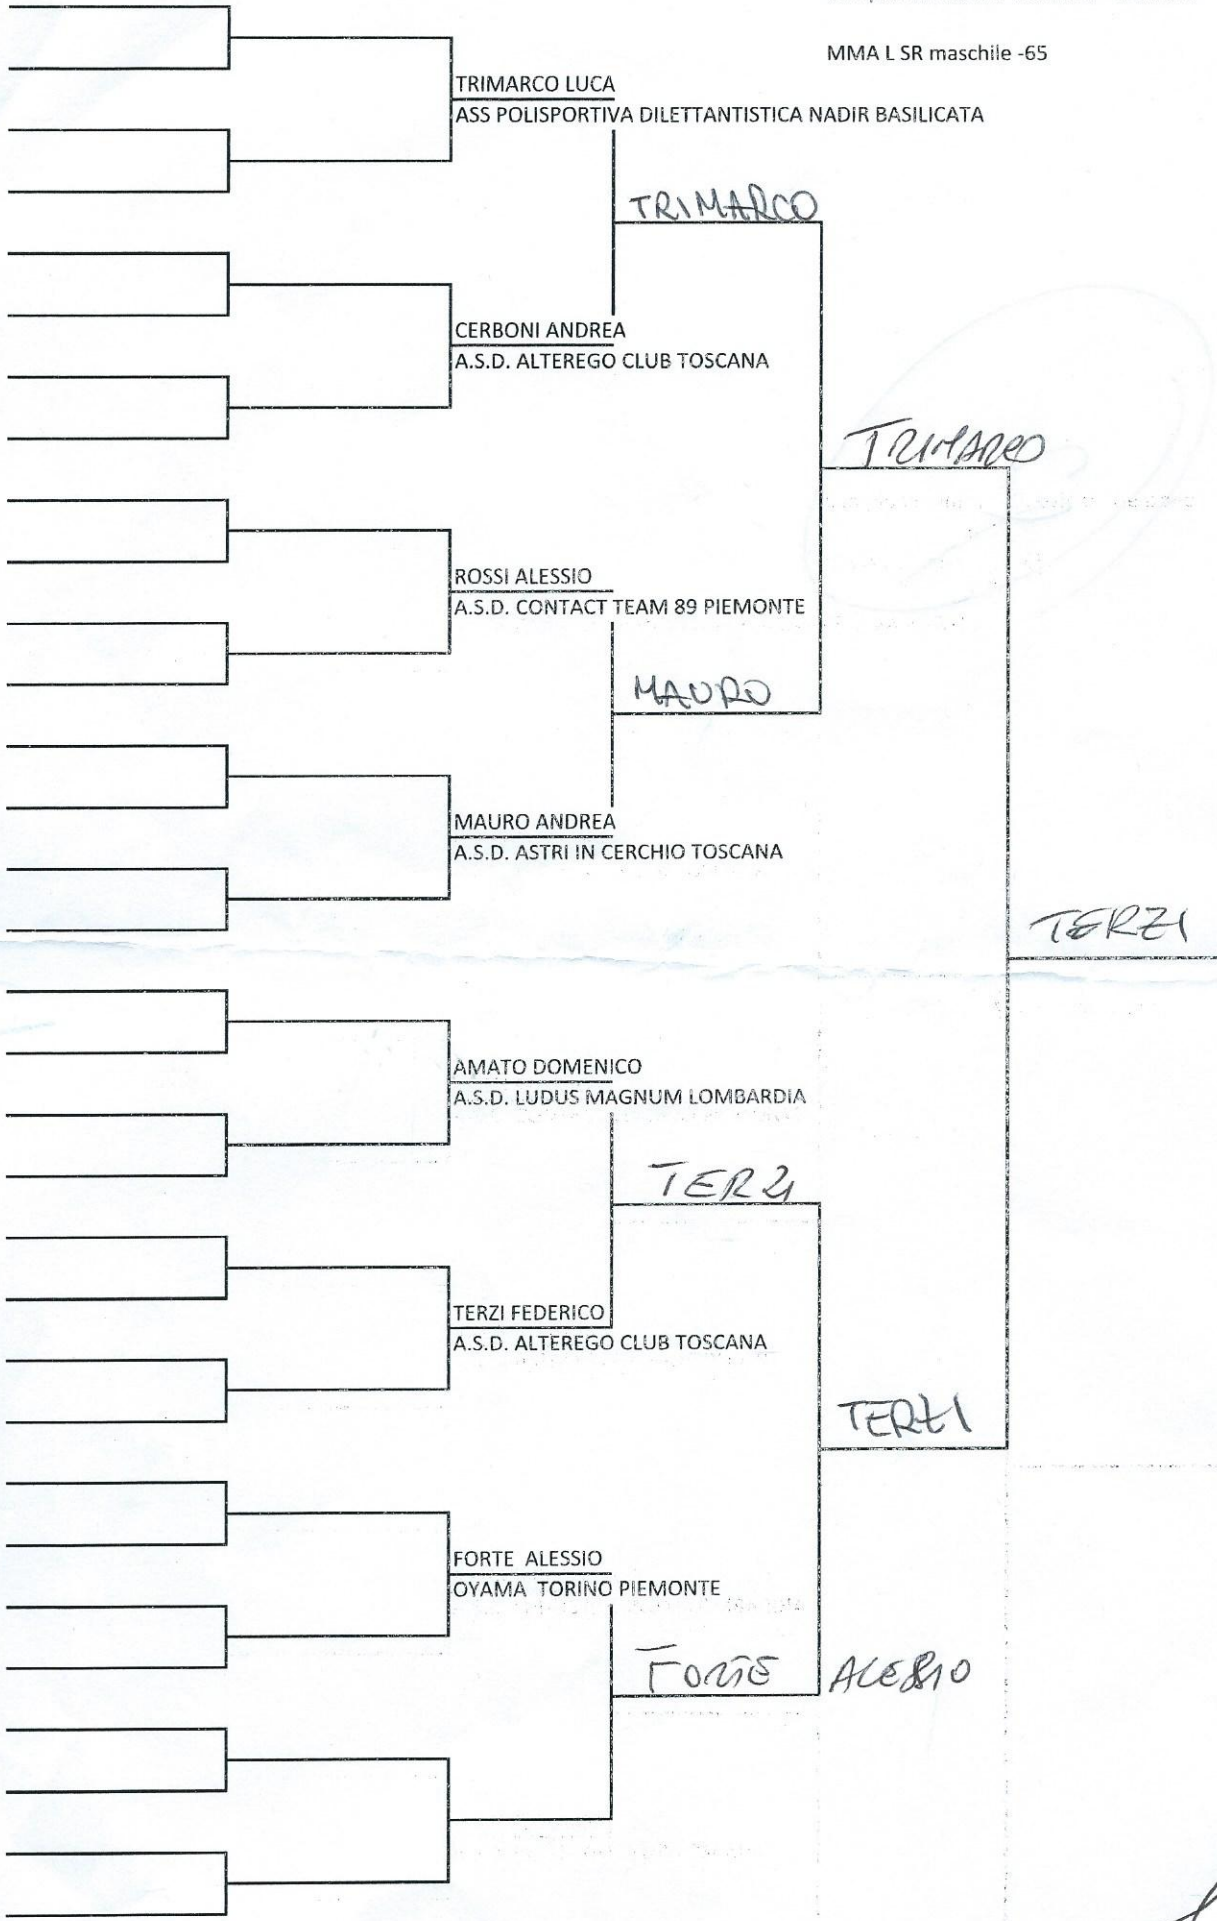 MMA L SR maschile -65
TRIMARCO LUCA
ASS POLISPORTIVA DILETTANTISTICA NADIR BASILICATA
TRIMARCO
CERBONI ANDREA
A.S.D. ALTEREGO CLUB TOSCANA
TRIMARCO
ROSSI ALESSIO
A.S.D. CONTACT TEAM 89 PIEMONTE
MAURO
MAURO ANDREA
A.S.D. ASTRI IN CERCHIO TOSCANA
TERZI
AMATO DOMENICO
A.S.D. LUDUS MAGNUM LOMBARDIA
TERZI
TERZI FEDERICO
A.S.D. ALTEREGO CLUB TOSCANA
TERZI
FORTE ALESSIO
OYAMA TORINO PIEMONTE
FORTE ALESSIO